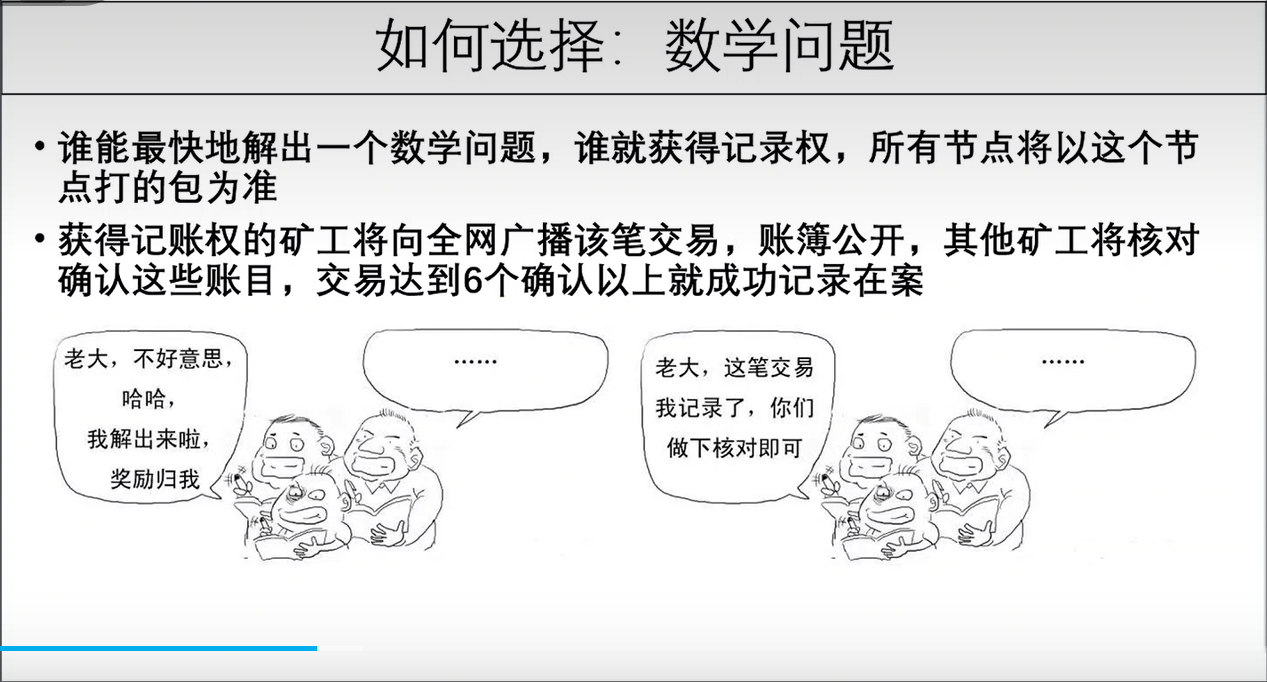 如何选择：数学问题
• 谁能最快地解出一个数学问题，谁就获得记录权，所有节点将以这个节
点打的包为准
• 获得记账权的矿工将向全网广播该笔交易，账簿公开，其他矿工将核对
确认这些账目，交易达到6个确认以上就成功记录在案
老大，不好意思，
哈哈，
我解出来啦，
奖励归我
……
老大，这笔交易
我记录了，你们
做下核对即可
……